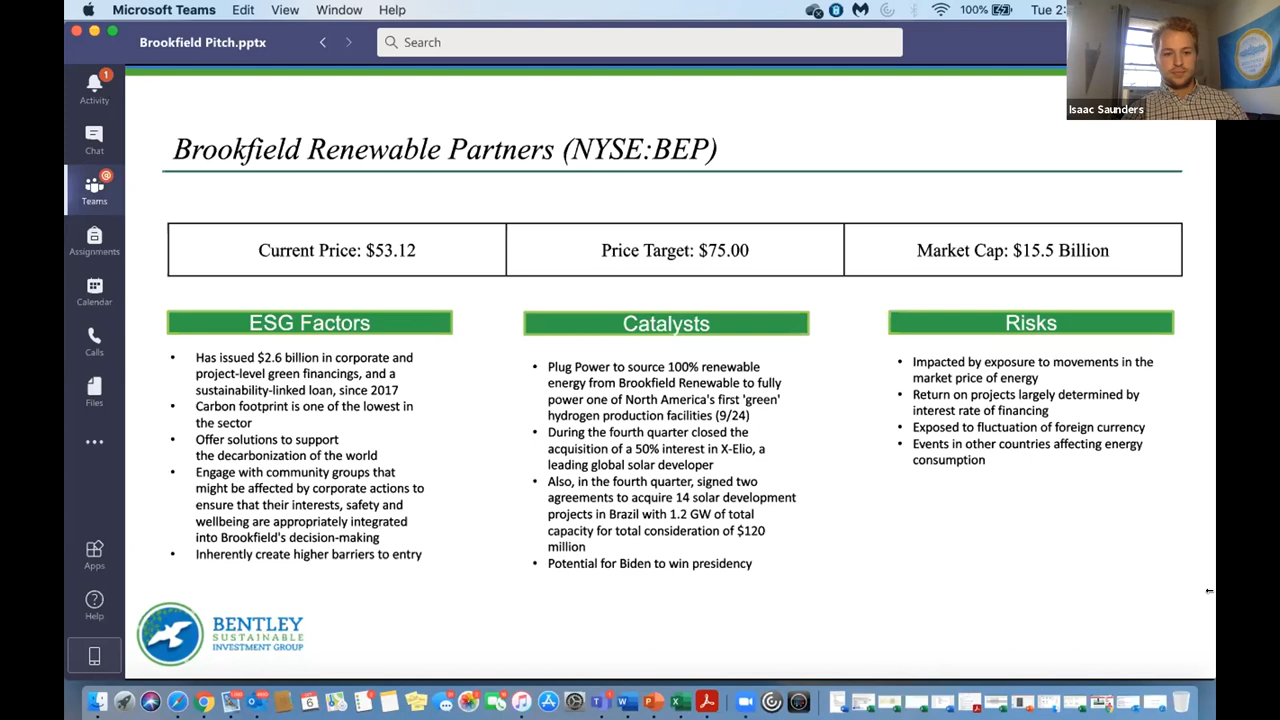 Microsoft Teams Edit View Window Help 100% Tue 2:
Brookfield Pitch.pptx Search
Isaac Saunders
Activity 1
Chat
Teams
Assignments
Calendar
Calls
Files
Apps
Help
Brookfield Renewable Partners (NYSE:BEP)
Current Price: $53.12 Price Target: $75.00 Market Cap: $15.5 Billion
ESG Factors
• Has issued $2.6 billion in corporate and
project-level green financings, and a
sustainability-linked loan, since 2017
• Carbon footprint is one of the lowest in
the sector
• Offer solutions to support
the decarbonization of the world
• Engage with community groups that
might be affected by corporate actions to
ensure that their interests, safety and
wellbeing are appropriately integrated
into Brookfield's decision-making
• Inherently create higher barriers to entry
Catalysts
• Plug Power to source 100% renewable
energy from Brookfield Renewable to fully
power one of North America's first 'green'
hydrogen production facilities (9/24)
• During the fourth quarter closed the
acquisition of a 50% interest in X-Elio, a
leading global solar developer
• Also, in the fourth quarter, signed two
agreements to acquire 14 solar development
projects in Brazil with 1.2 GW of total
capacity for total consideration of $120
million
• Potential for Biden to win presidency
Risks
• Impacted by exposure to movements in the
market price of energy
• Return on projects largely determined by
interest rate of financing
• Exposed to fluctuation of foreign currency
• Events in other countries affecting energy
consumption
BENTLEY
SUSTAINABLE
INVESTMENT GROUP